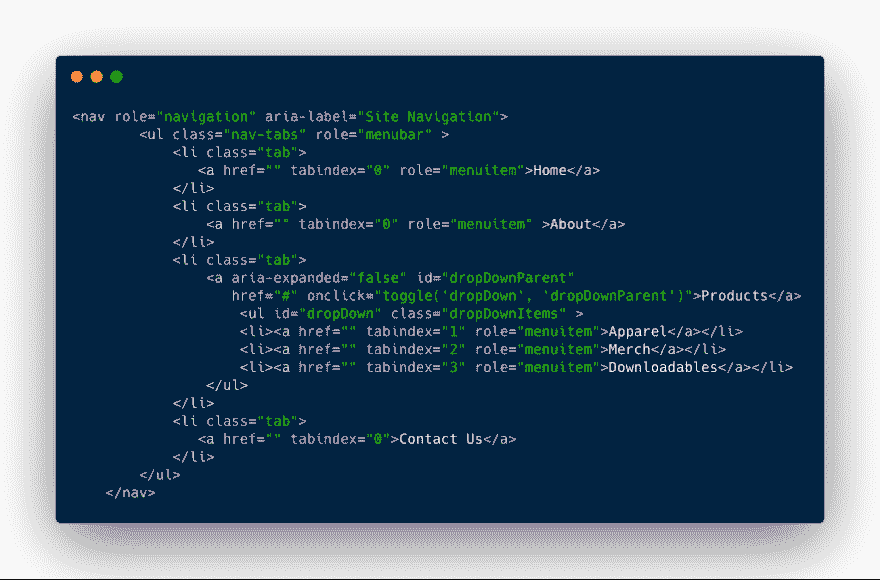 <nav role="navigation" aria-label="Site Navigation">
<ul class="nav-tabs" role="menubar" >
<li class="tab">
<a href="" tabindex="0" role="menuitem">Home</a>
</li>
<li class="tab">
<a href="" tabindex="0" role="menuitem" >About</a>
</li>
<li class="tab">
<a aria-expanded="false" id="dropDownParent"
href="#" onclick="toggle('dropDown', 'dropDownParent')">Products</a>
<ul id="dropDown" class="dropDownItems" >
<li><a href="" tabindex="1" role="menuitem">Apparel</a></li>
<li><a href="" tabindex="2" role="menuitem">Merch</a></li>
<li><a href="" tabindex="3" role="menuitem">Downloadables</a></li>
</ul>
</li>
<li class="tab">
<a href="" tabindex="0">Contact Us</a>
</li>
</ul>
</nav>